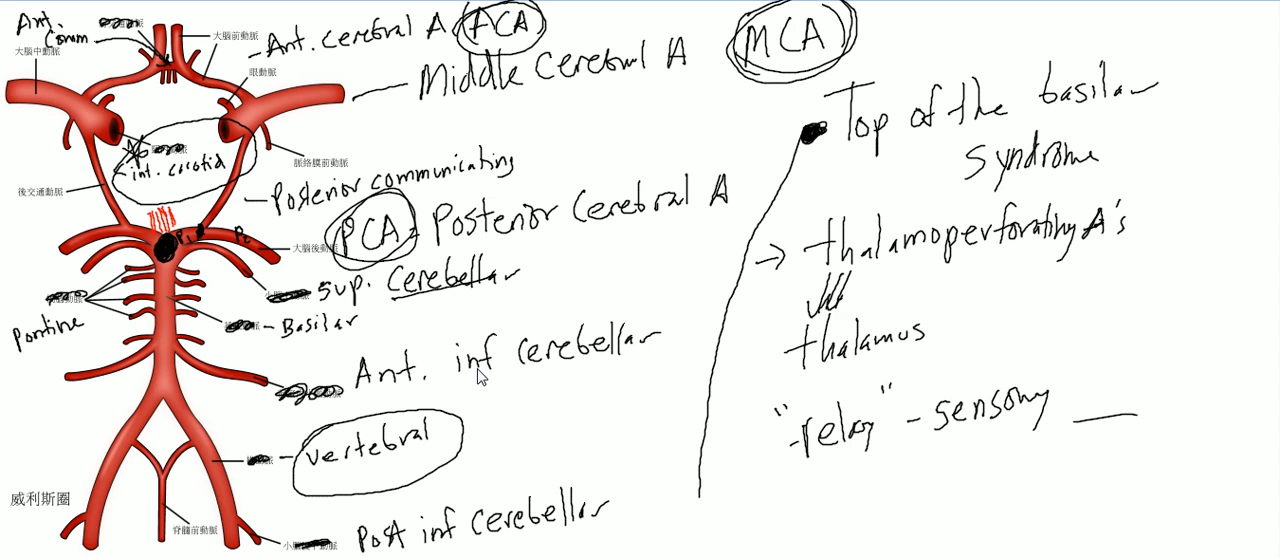 Ant.
Comm
大腦中動脈
大腦前動脈
- Ant. cerebral A ACA
眼動脈
Middle Cerebral A
int. carotid
脈絡膜前動脈
後交通動脈
Posterior communicating
P1
P2
PCA = Posterior Cerebral A
大腦後動脈
Sup. Cerebellar
Pontine
- Basilar
Ant. inf cerebellar
- vertebral
威利斯圈
脊髓前動脈
Post inf cerebellar
MCA
Top of the basilar
syndrome
→ thalamoperforating A's
thalamus
"relay" - sensory